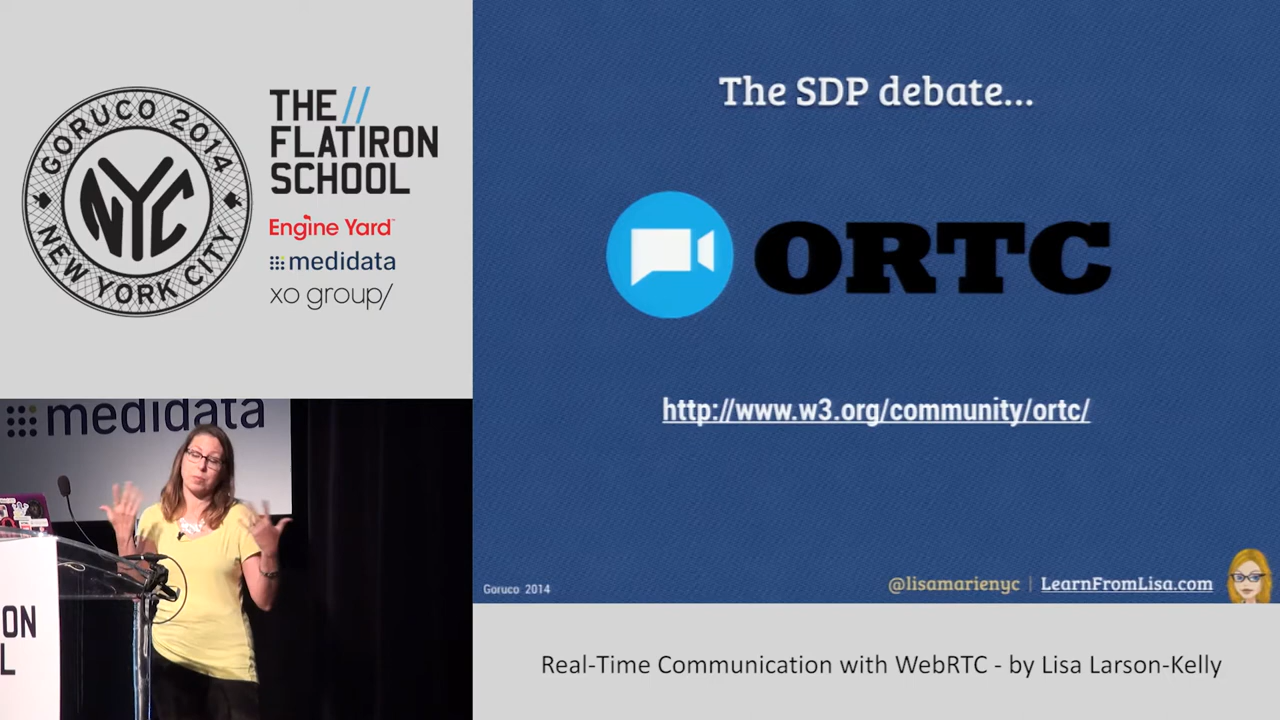 GORUCO 2014
NYC
NEW YORK CITY
THE//
FLATIRON
SCHOOL
Engine Yard
medidata
xo group/
The SDP debate...
ORTC
http://www.w3.org/community/ortc/
Goruco 2014
@lisamarienyc | LearnFromLisa.com
medidata
ON
L
Real-Time Communication with WebRTC - by Lisa Larson-Kelly